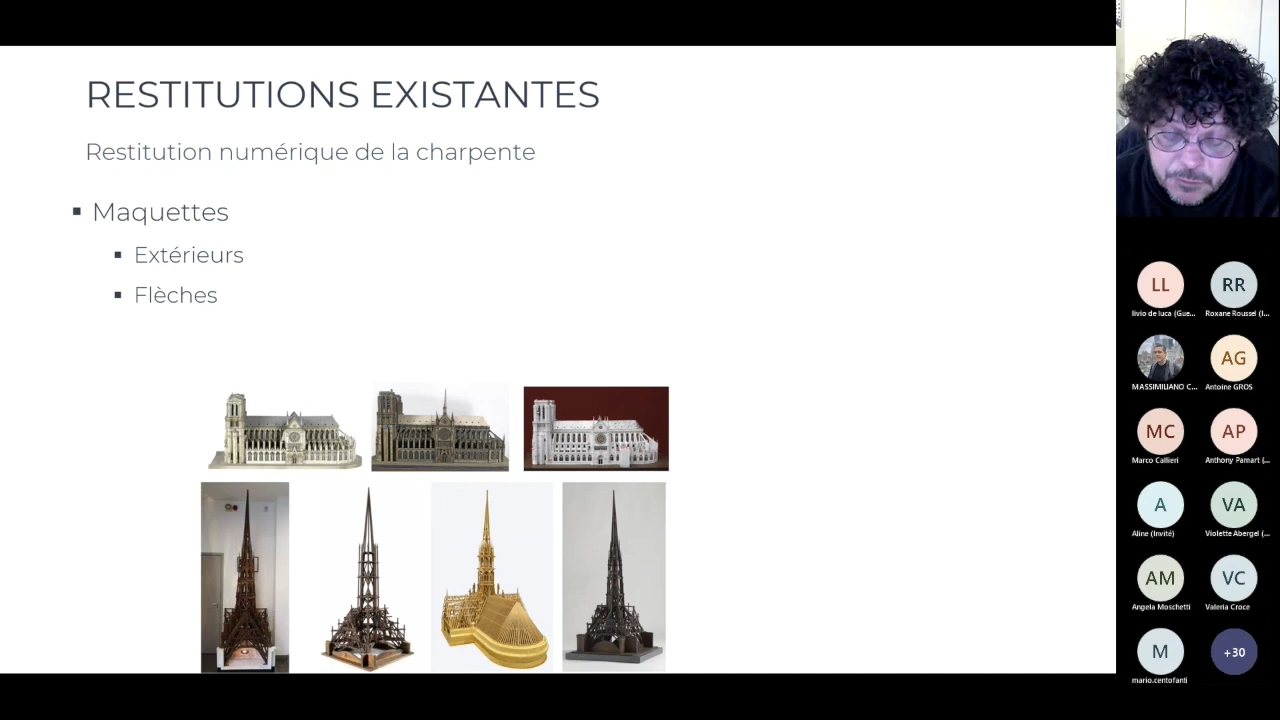 RESTITUTIONS EXISTANTES
Restitution numérique de la charpente
▪ Maquettes
▪ Extérieurs
▪ Flèches
LL
RR
livio de luca (Gue...
Roxane Roussel (I...
AG
MASSIMILIANO C...
Antoine GROS
MC
AP
Marco Callieri
Anthony Pamart (...
A
VA
Aline (Invité)
Violette Abergel (...
AM
VC
Angela Moschetti
Valeria Croce
M
+30
mario.centofanti